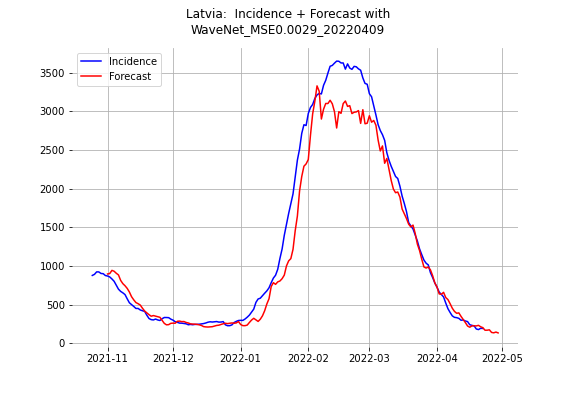 Latvia:  Incidence + Forecast with
WaveNet_MSE0.0029_20220409
Incidence
Forecast
3500
3000
2500
2000
1500
1000
500
0
2021-11 2021-12 2022-01 2022-02 2022-03 2022-04 2022-05